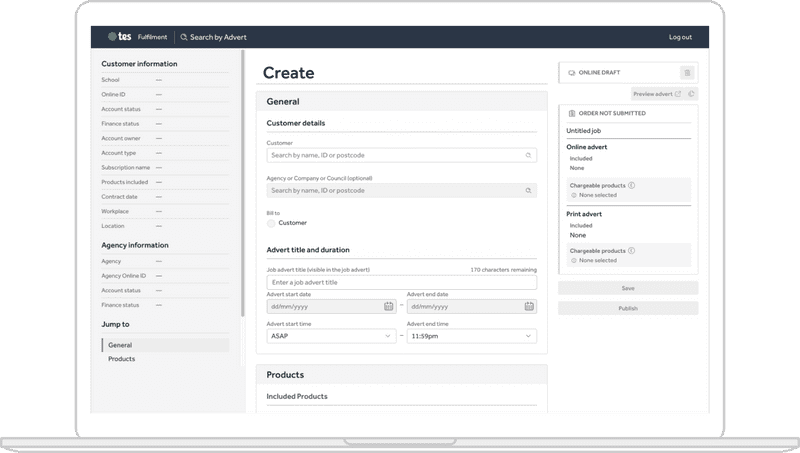 tes Fulfilment Search by Advert Log out
Customer information
School —
Online ID —
Account status —
Finance status —
Account owner —
Account type —
Subscription name —
Products included —
Contract date —
Workplace —
Location —
Agency information
Agency —
Agency Online ID —
Account status —
Finance status —
Jump to
General
Products
Create
General
Customer details
Customer
Search by name, ID or postcode
Agency or Company or Council (optional)
Search by name, ID or postcode
Bill to
Customer
Advert title and duration
Job advert title (visible in the job advert) 170 characters remaining
Enter a job advert title
Advert start date Advert end date
dd/mm/yyyy – dd/mm/yyyy
Advert start time Advert end time
ASAP – 11:59pm
Products
Included Products
ONLINE DRAFT
Preview advert
ORDER NOT SUBMITTED
Untitled job
Online advert
Included
None
Chargeable products £
None selected
Print advert
Included
None
Chargeable products £
None selected
Save
Publish